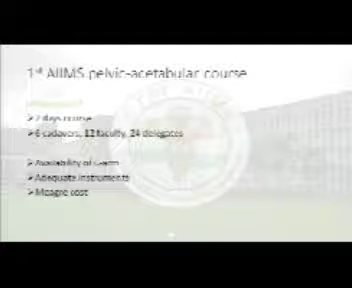 1st AIIMS pelvic-acetabular course
➢ 2 days course
➢ 6 cadavers, 12 faculty, 24 delegates
➢ Availability of C-arm
➢ Adequate instruments
➢ Meagre cost